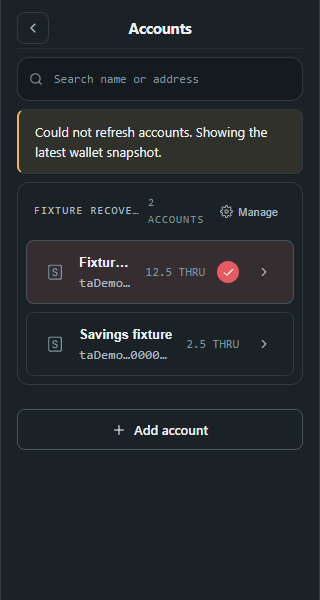 Accounts
Search name or address
Could not refresh accounts. Showing the
latest wallet snapshot.
FIXTURE RECOVE…
2
ACCOUNTS
Manage
S
Fixtur…
12.5 THRU
taDemo…
S
Savings fixture
2.5 THRU
taDemo…0000…
Add account